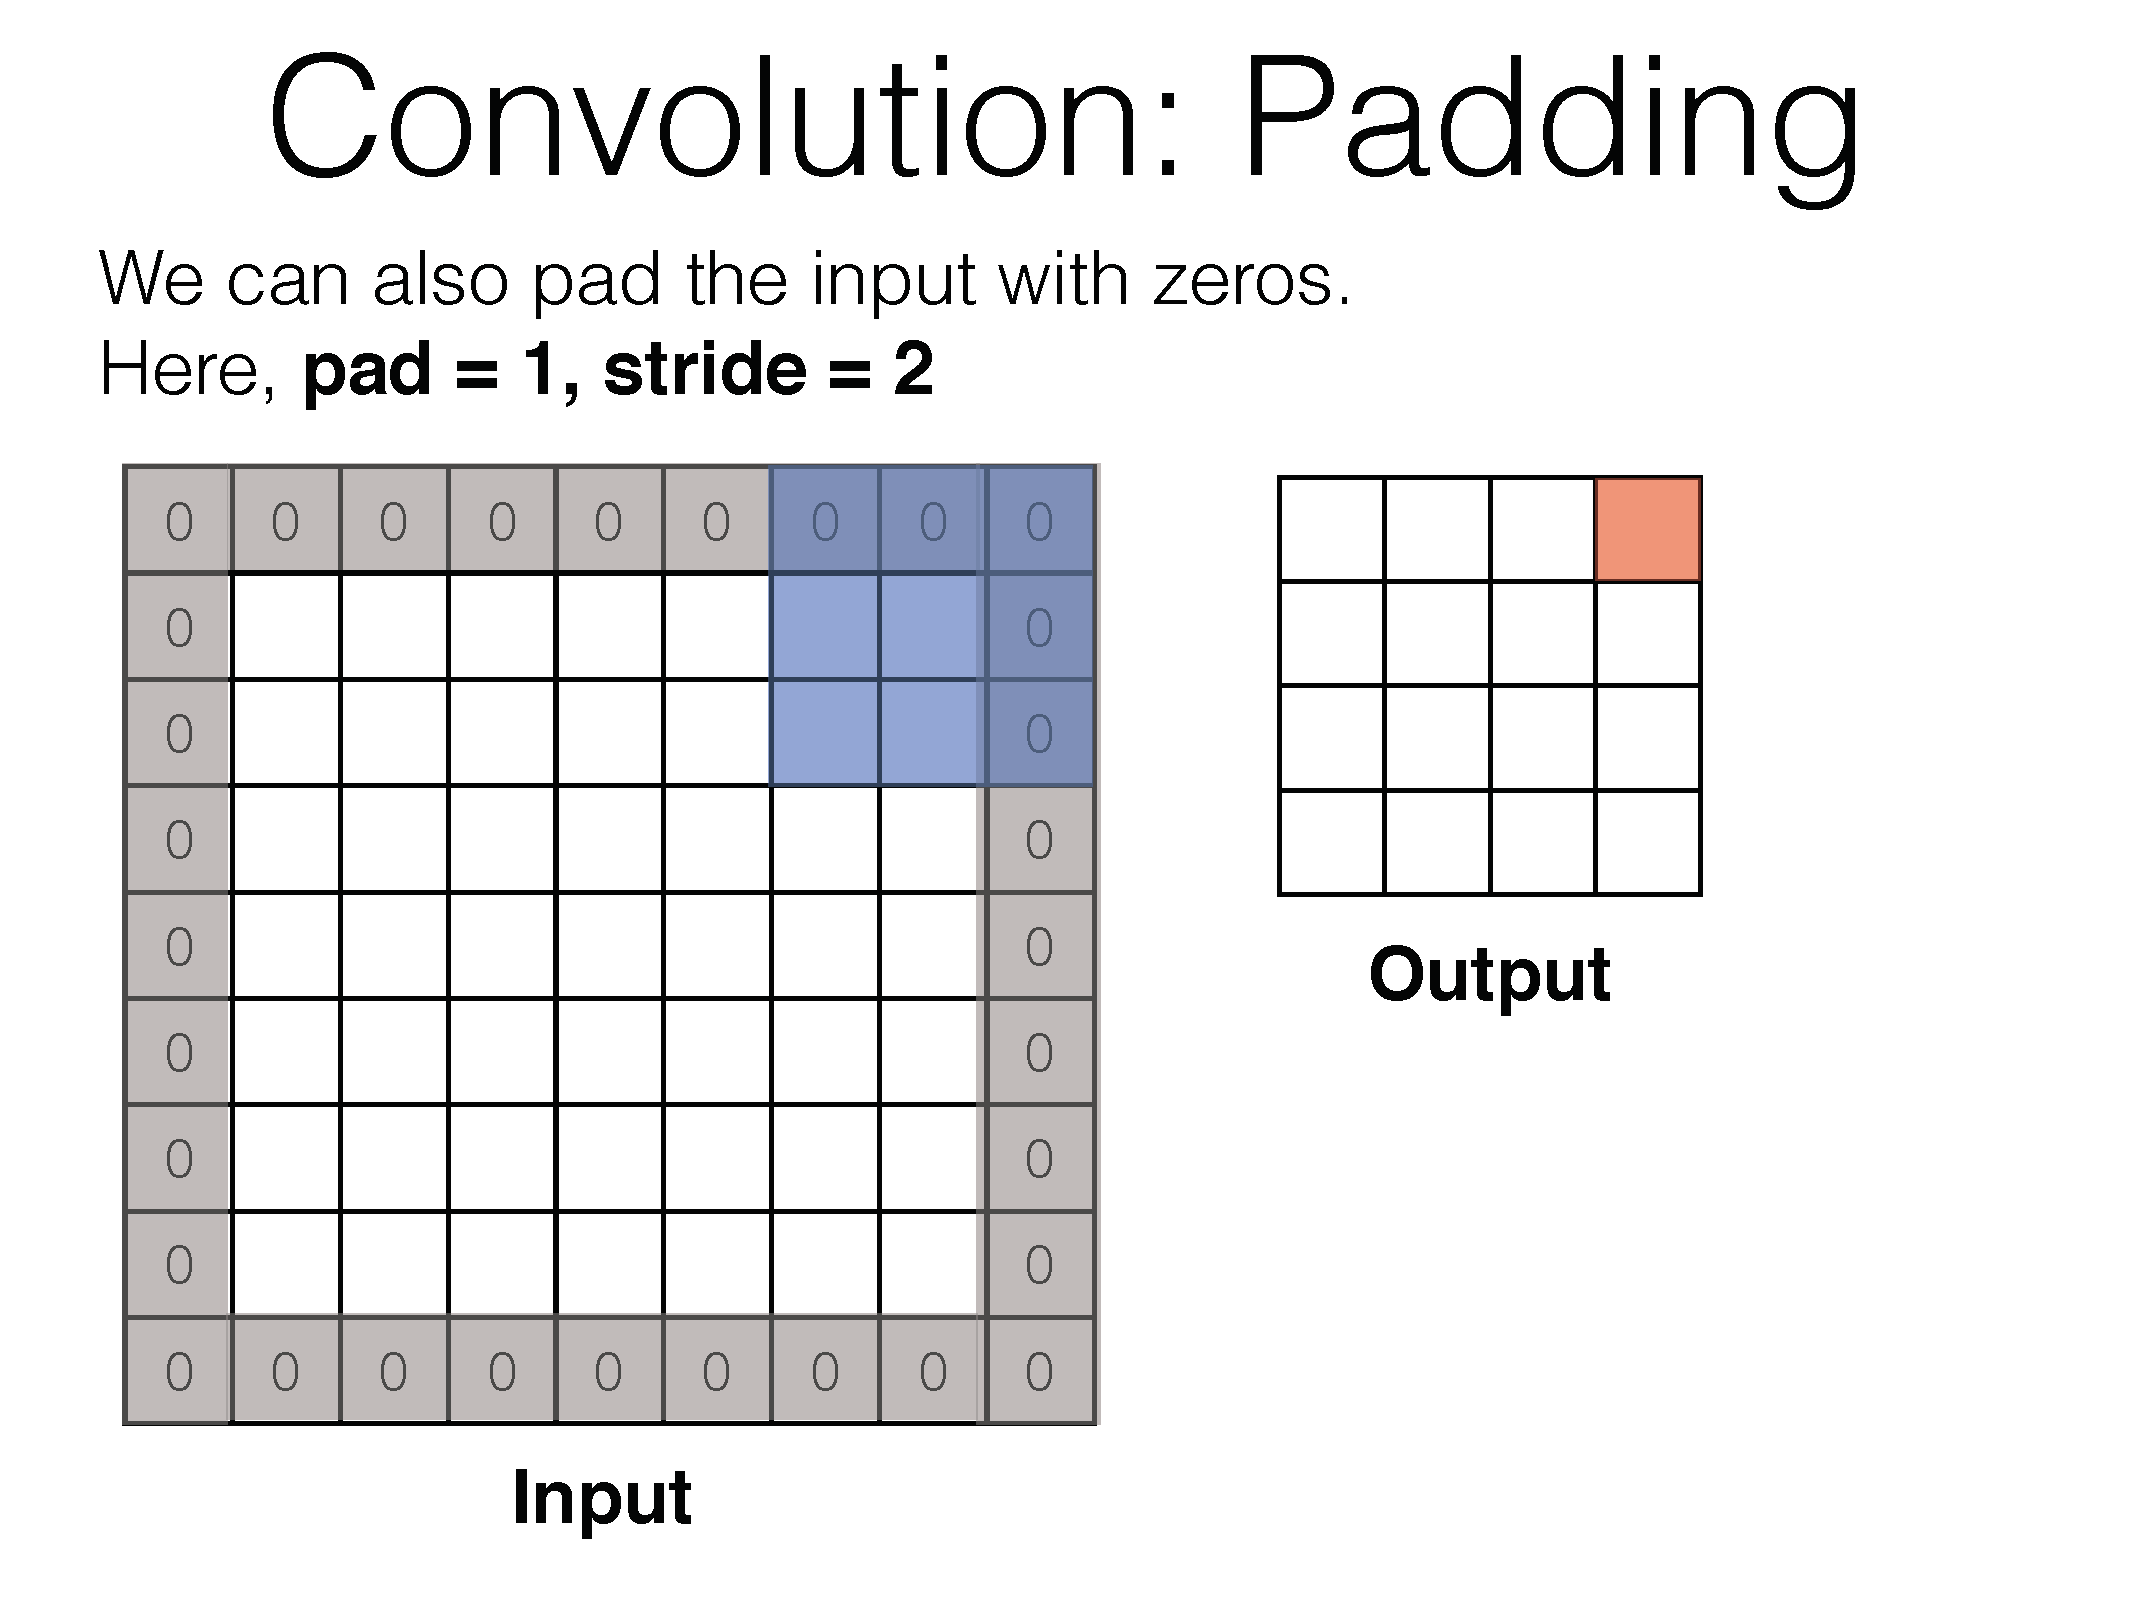 Convolution: Padding
We can also pad the input with zeros.
Here, pad = 1, stride = 2
0 0 0 0 0 0 0 0 0
0 0
0 0
0 0
0 0
0 0
0 0
0 0
0 0 0 0 0 0 0 0 0
Output
Input